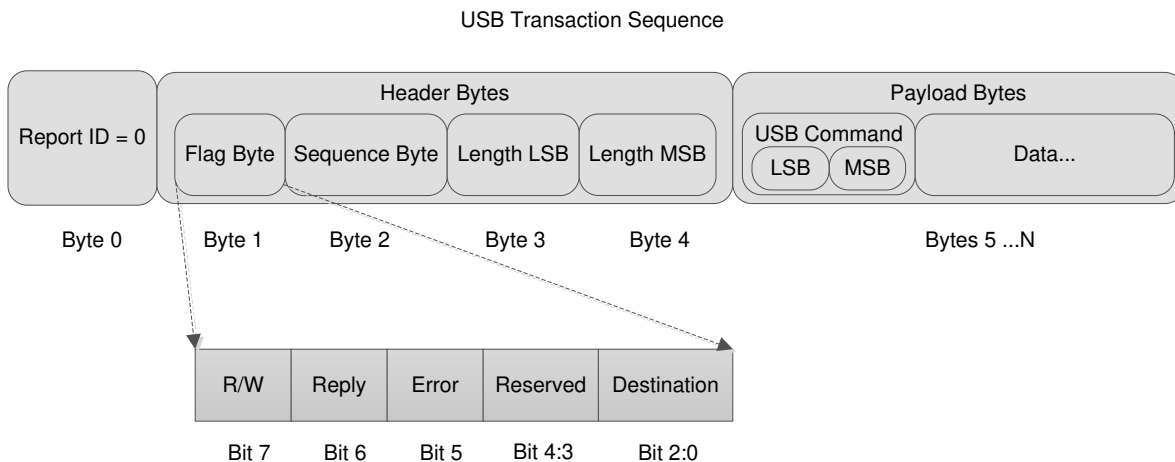 USB Transaction Sequence
Header Bytes
Payload Bytes
Report ID = 0
Flag Byte
Sequence Byte
Length LSB
Length MSB
USB Command
LSB
MSB
Data...
Byte 0
Byte 1
Byte 2
Byte 3
Byte 4
Bytes 5 ...N
R/W
Reply
Error
Reserved
Destination
Bit 7
Bit 6
Bit 5
Bit 4:3
Bit 2:0